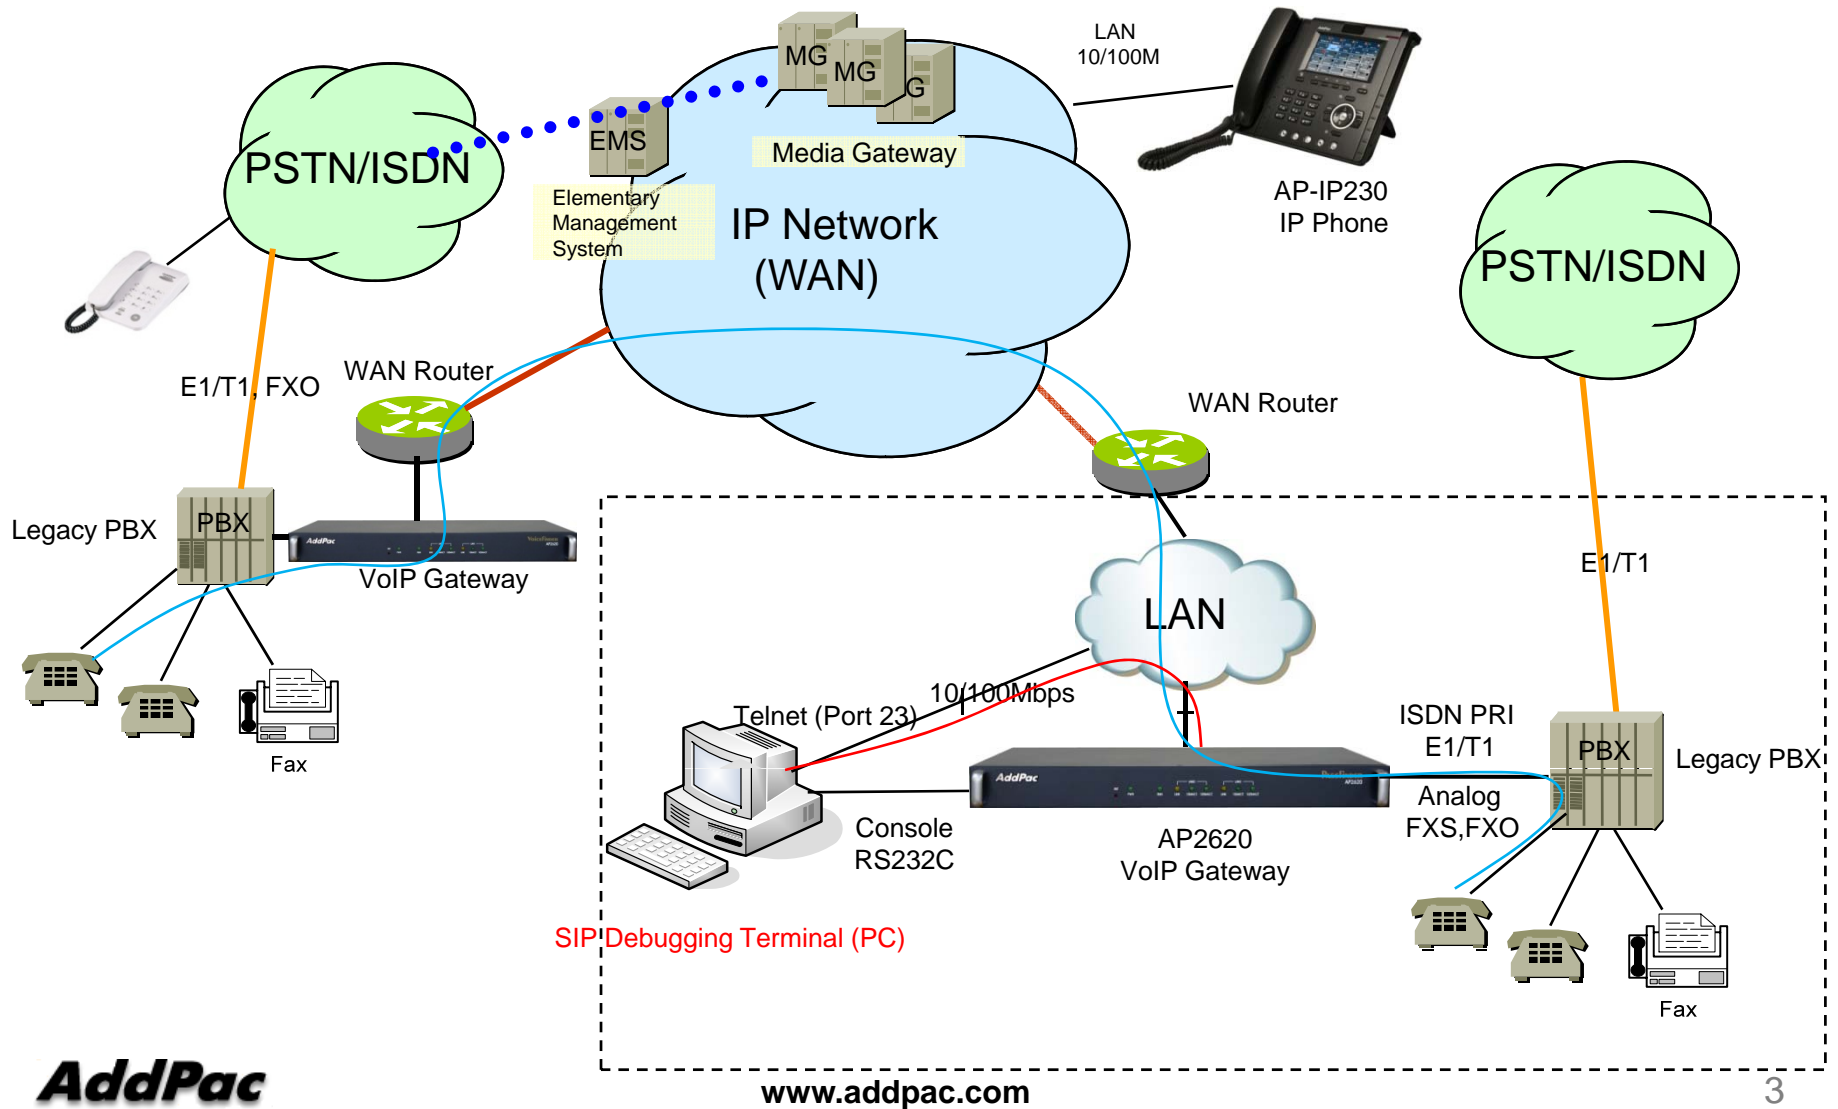 LAN
10/100M
MG
MG
G
EMS
PSTN/ISDN
Media Gateway
Elementary
Management
System
IP Network
(WAN)
AP-IP230
IP Phone
PSTN/ISDN
WAN Router
E1/T1, FXO
WAN Router
Legacy PBX
PBX
AddPac
VoIP Gateway
E1/T1
LAN
10/100Mbps
Telnet (Port 23)
Fax
ISDN PRI
E1/T1
PBX
Legacy PBX
AddPac
AP2620
Analog
FXS,FXO
Console
RS232C
AP2620
VoIP Gateway
SIP Debugging Terminal (PC)
Fax
AddPac
www.addpac.com
3